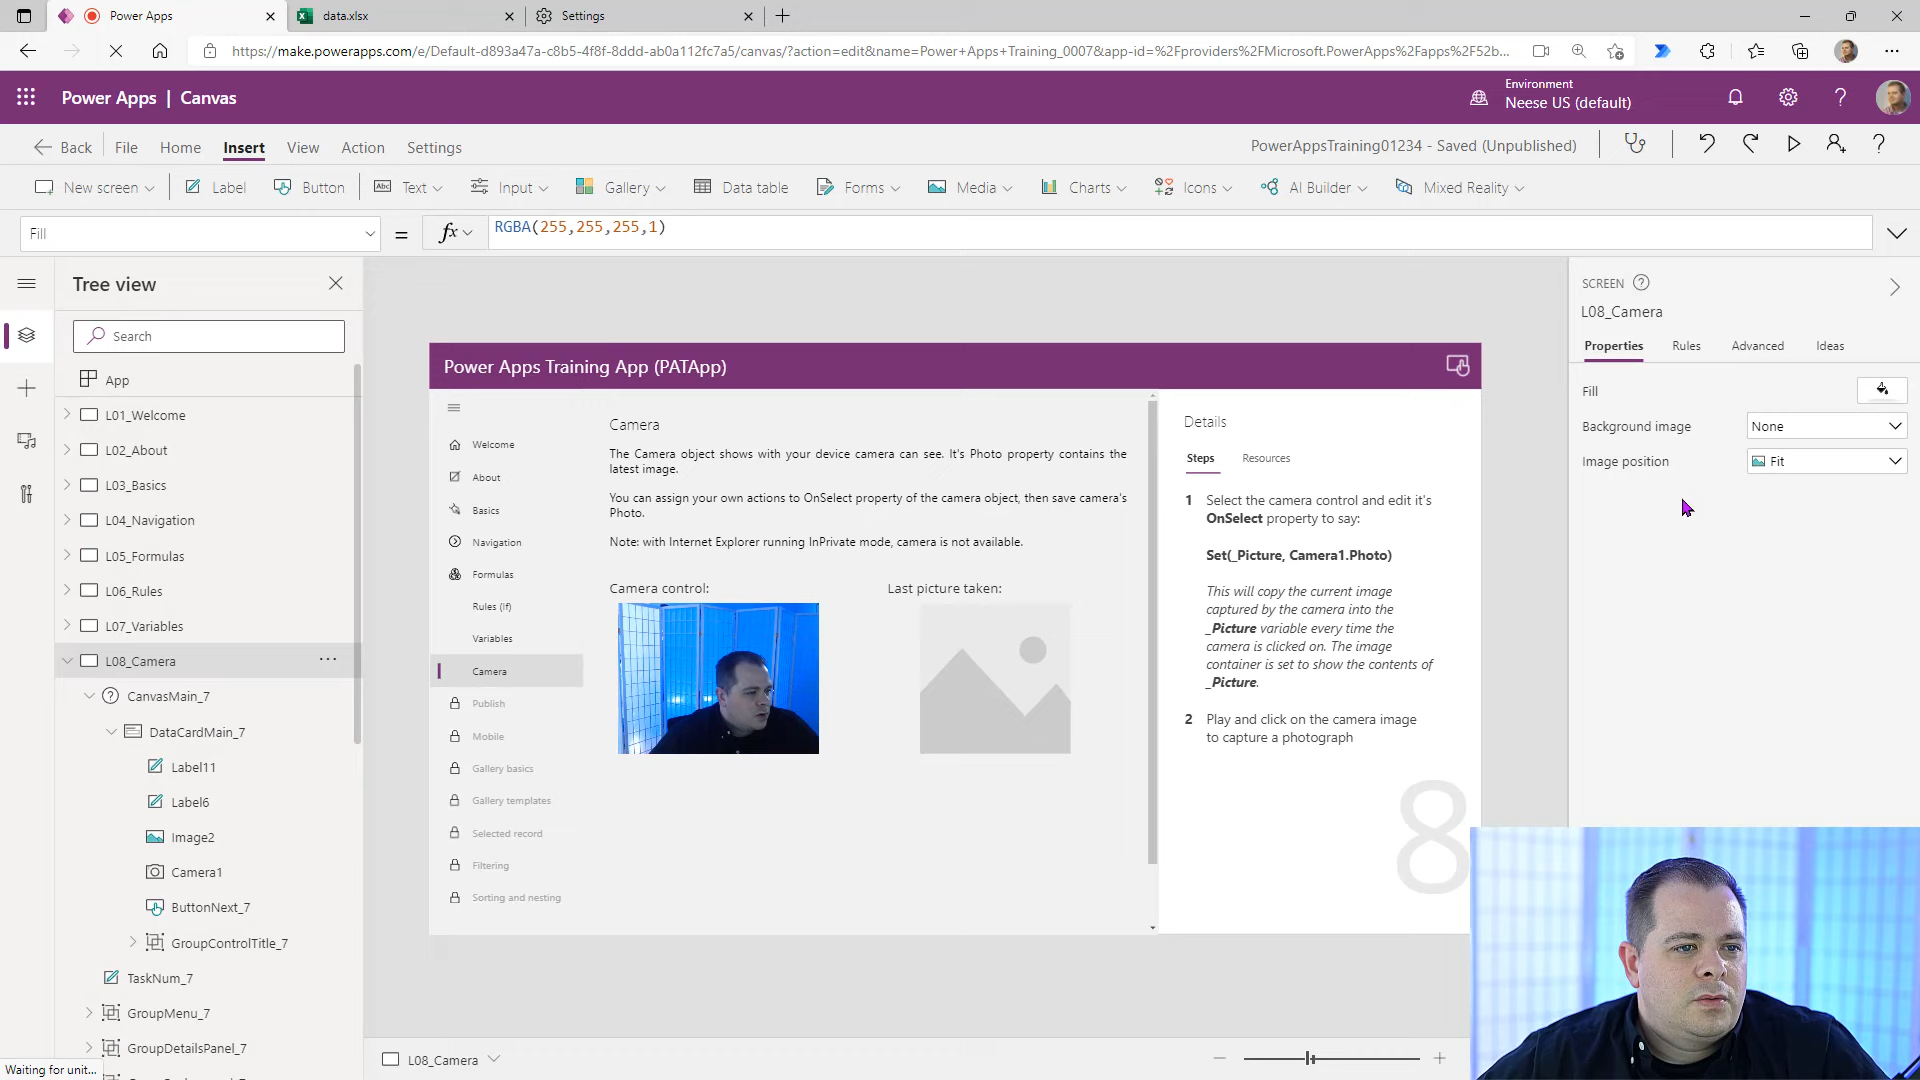 Power Apps
data.xlsx
Settings
https://make.powerapps.com/e/Default-d893a47a-c8b5-4f8f-8ddd-ab0a112fc7a5/canvas/?action=edit&name=Power+Apps+Training_0007&app-id=%2Fproviders%2FMicrosoft.PowerApps%2Fapps%2F52b...
Power Apps | Canvas
Environment
Neese US (default)
Back
File
Home
Insert
View
Action
Settings
PowerAppsTraining01234 - Saved (Unpublished)
New screen
Label
Button
Text
Input
Gallery
Data table
Forms
Media
Charts
Icons
AI Builder
Mixed Reality
Fill
=
fx
RGBA(255,255,255,1)
Tree view
Search
App
L01_Welcome
L02_About
L03_Basics
L04_Navigation
L05_Formulas
L06_Rules
L07_Variables
L08_Camera
CanvasMain_7
DataCardMain_7
Label11
Label6
Image2
Camera1
ButtonNext_7
GroupControlTitle_7
TaskNum_7
GroupMenu_7
GroupDetailsPanel_7
Waiting for unit...
Power Apps Training App (PATApp)
Welcome
About
Basics
Navigation
Formulas
Rules (If)
Variables
Camera
Publish
Mobile
Gallery basics
Gallery templates
Selected record
Filtering
Sorting and nesting
Camera
The Camera object shows with your device camera can see. It's Photo property contains the
latest image.
You can assign your own actions to OnSelect property of the camera object, then save camera's
Photo.
Note: with Internet Explorer running InPrivate mode, camera is not available.
Camera control:
Last picture taken:
Details
Steps
Resources
1 Select the camera control and edit it's
OnSelect property to say:
Set(_Picture, Camera1.Photo)
This will copy the current image
captured by the camera into the
_Picture variable every time the
camera is clicked on. The image
container is set to show the contents of
_Picture.
2 Play and click on the camera image
to capture a photograph
8
L08_Camera
SCREEN
L08_Camera
Properties
Rules
Advanced
Ideas
Fill
Background image
None
Image position
Fit